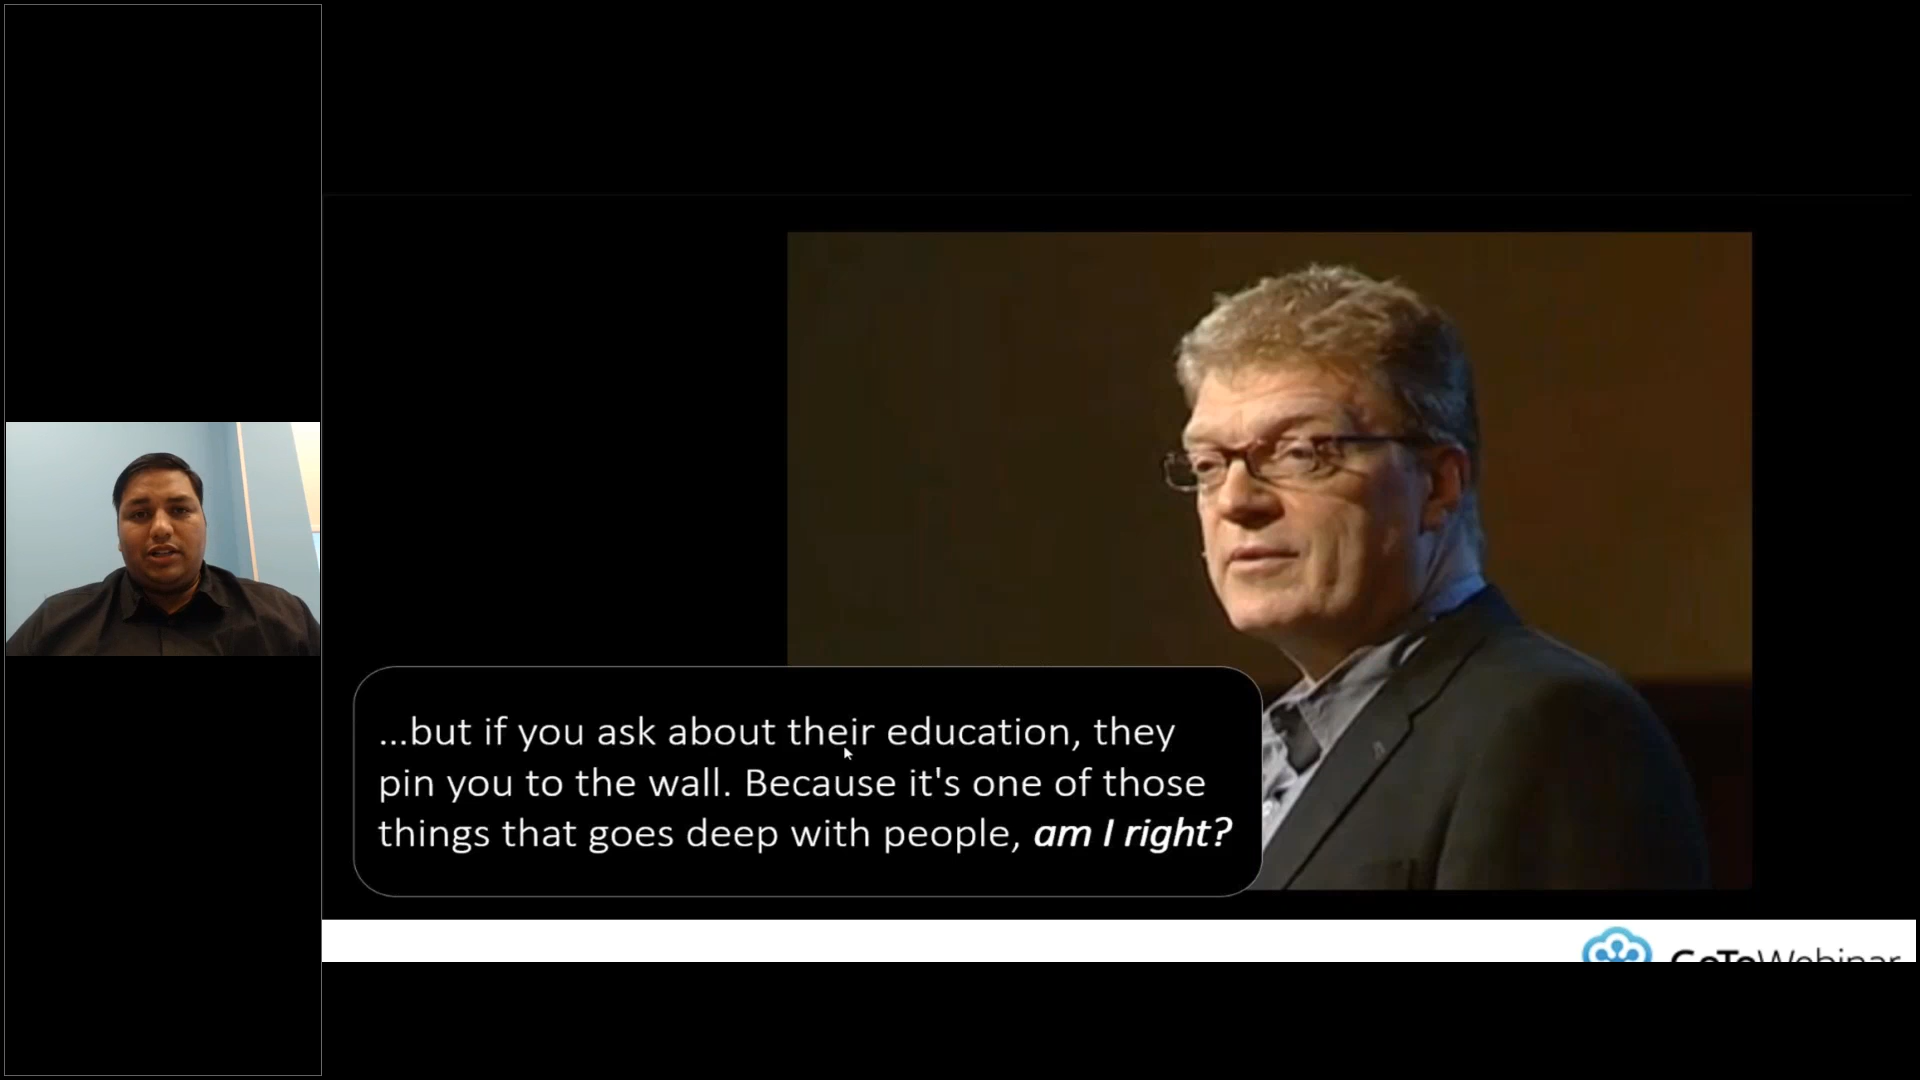 ...but if you ask about their education, they
pin you to the wall. Because it's one of those
things that goes deep with people, am I right?
GoToWebinar